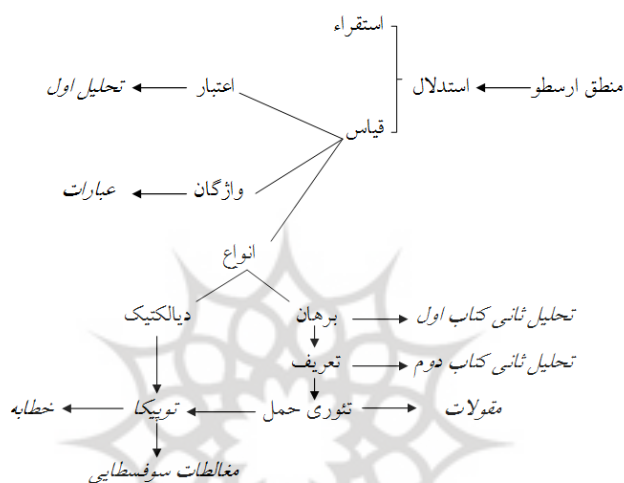 استقراء
منطق ارسطو استدلال
اعتبار تحلیل اول
قیاس
واژگان عبارات
انواع
تحلیل ثانی کتاب اول برهان دیالکتیک
تحلیل ثانی کتاب دوم تعریف
مقولات تئوری حمل توپیکا خطابه
مغالطات سوفسطایی